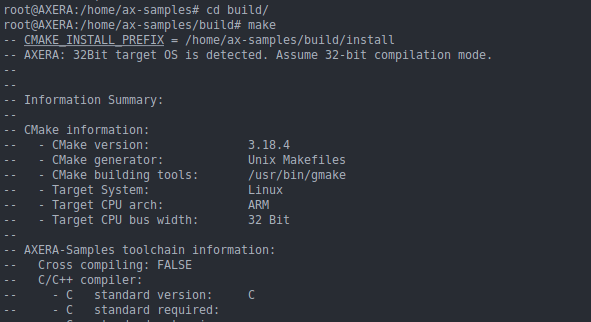 root@AXERA:/home/ax-samples# cd build/
root@AXERA:/home/ax-samples/build# make
-- CMAKE_INSTALL_PREFIX = /home/ax-samples/build/install
-- AXERA: 32Bit target OS is detected. Assume 32-bit compilation mode.
--
--
-- Information Summary:
--
-- CMake information:
--   - CMake version:              3.18.4
--   - CMake generator:            Unix Makefiles
--   - CMake building tools:       /usr/bin/gmake
--   - Target System:              Linux
--   - Target CPU arch:            ARM
--   - Target CPU bus width:       32 Bit
--
-- AXERA-Samples toolchain information:
--   Cross compiling: FALSE
--   C/C++ compiler:
--     - C   standard version:     C
--     - C   standard required: